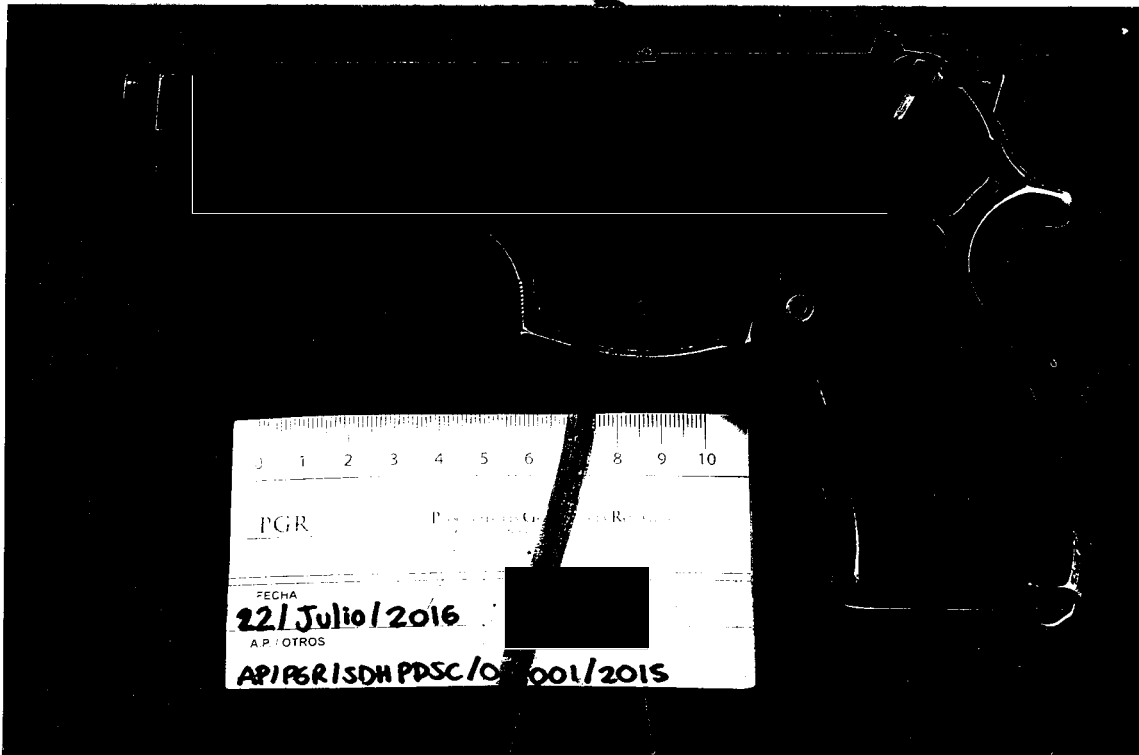 0 1 2 3 4 5 6 8 9 10
PGR
FECHA
22/Julio/2016
A.P. / OTROS
AP/PGR/SDHPDSC/O 001/2015